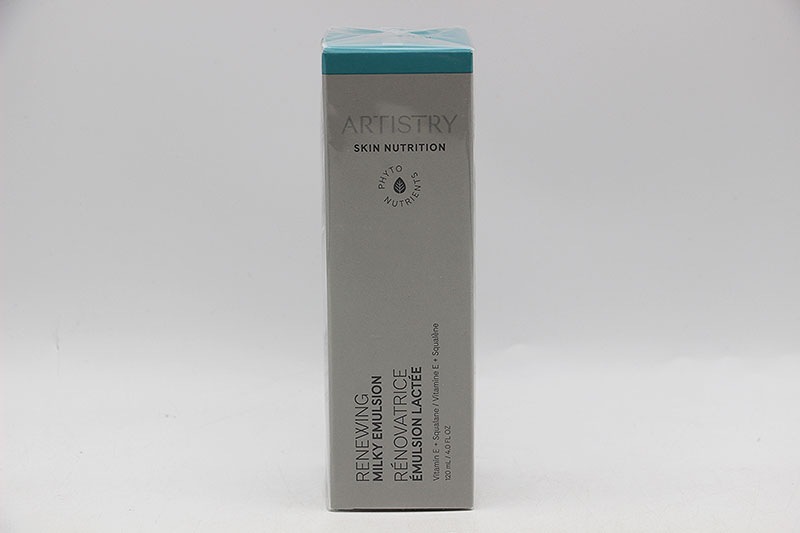 ARTISTRY
SKIN NUTRITION
PHYTO
NUTRIENTS
RENEWING
MILKY EMULSION
RÉNOVATRICE
ÉMULSION LACTÉE
Vitamin E + Squalane / Vitamine E + Squalène
120 mL / 4.0 FL OZ